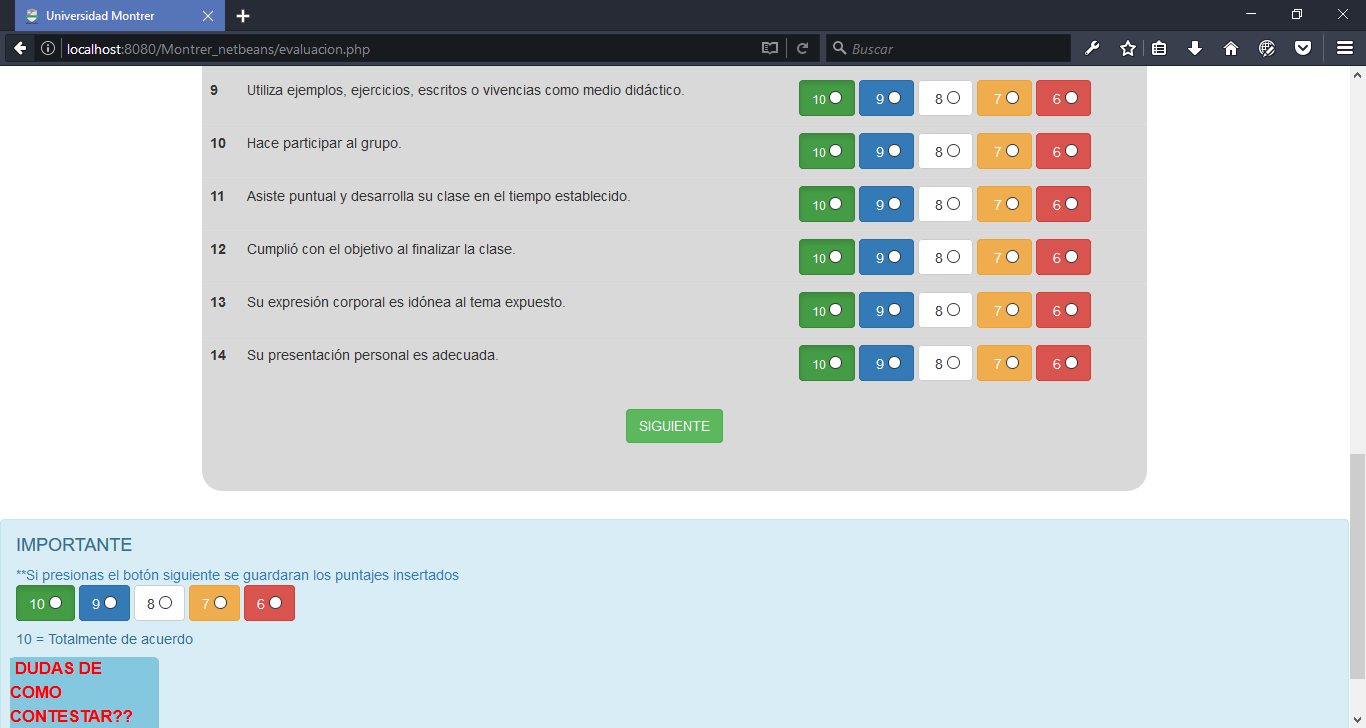 Universidad Montrer
localhost:8080/Montrer_netbeans/evaluacion.php
Buscar
9 Utiliza ejemplos, ejercicios, escritos o vivencias como medio didáctico. 10 9 8 7 6
10 Hace participar al grupo. 10 9 8 7 6
11 Asiste puntual y desarrolla su clase en el tiempo establecido. 10 9 8 7 6
12 Cumplió con el objetivo al finalizar la clase. 10 9 8 7 6
13 Su expresión corporal es idónea al tema expuesto. 10 9 8 7 6
14 Su presentación personal es adecuada. 10 9 8 7 6
SIGUIENTE
IMPORTANTE
**Si presionas el botón siguiente se guardaran los puntajes insertados
10 9 8 7 6
10 = Totalmente de acuerdo
DUDAS DE
COMO
CONTESTAR??